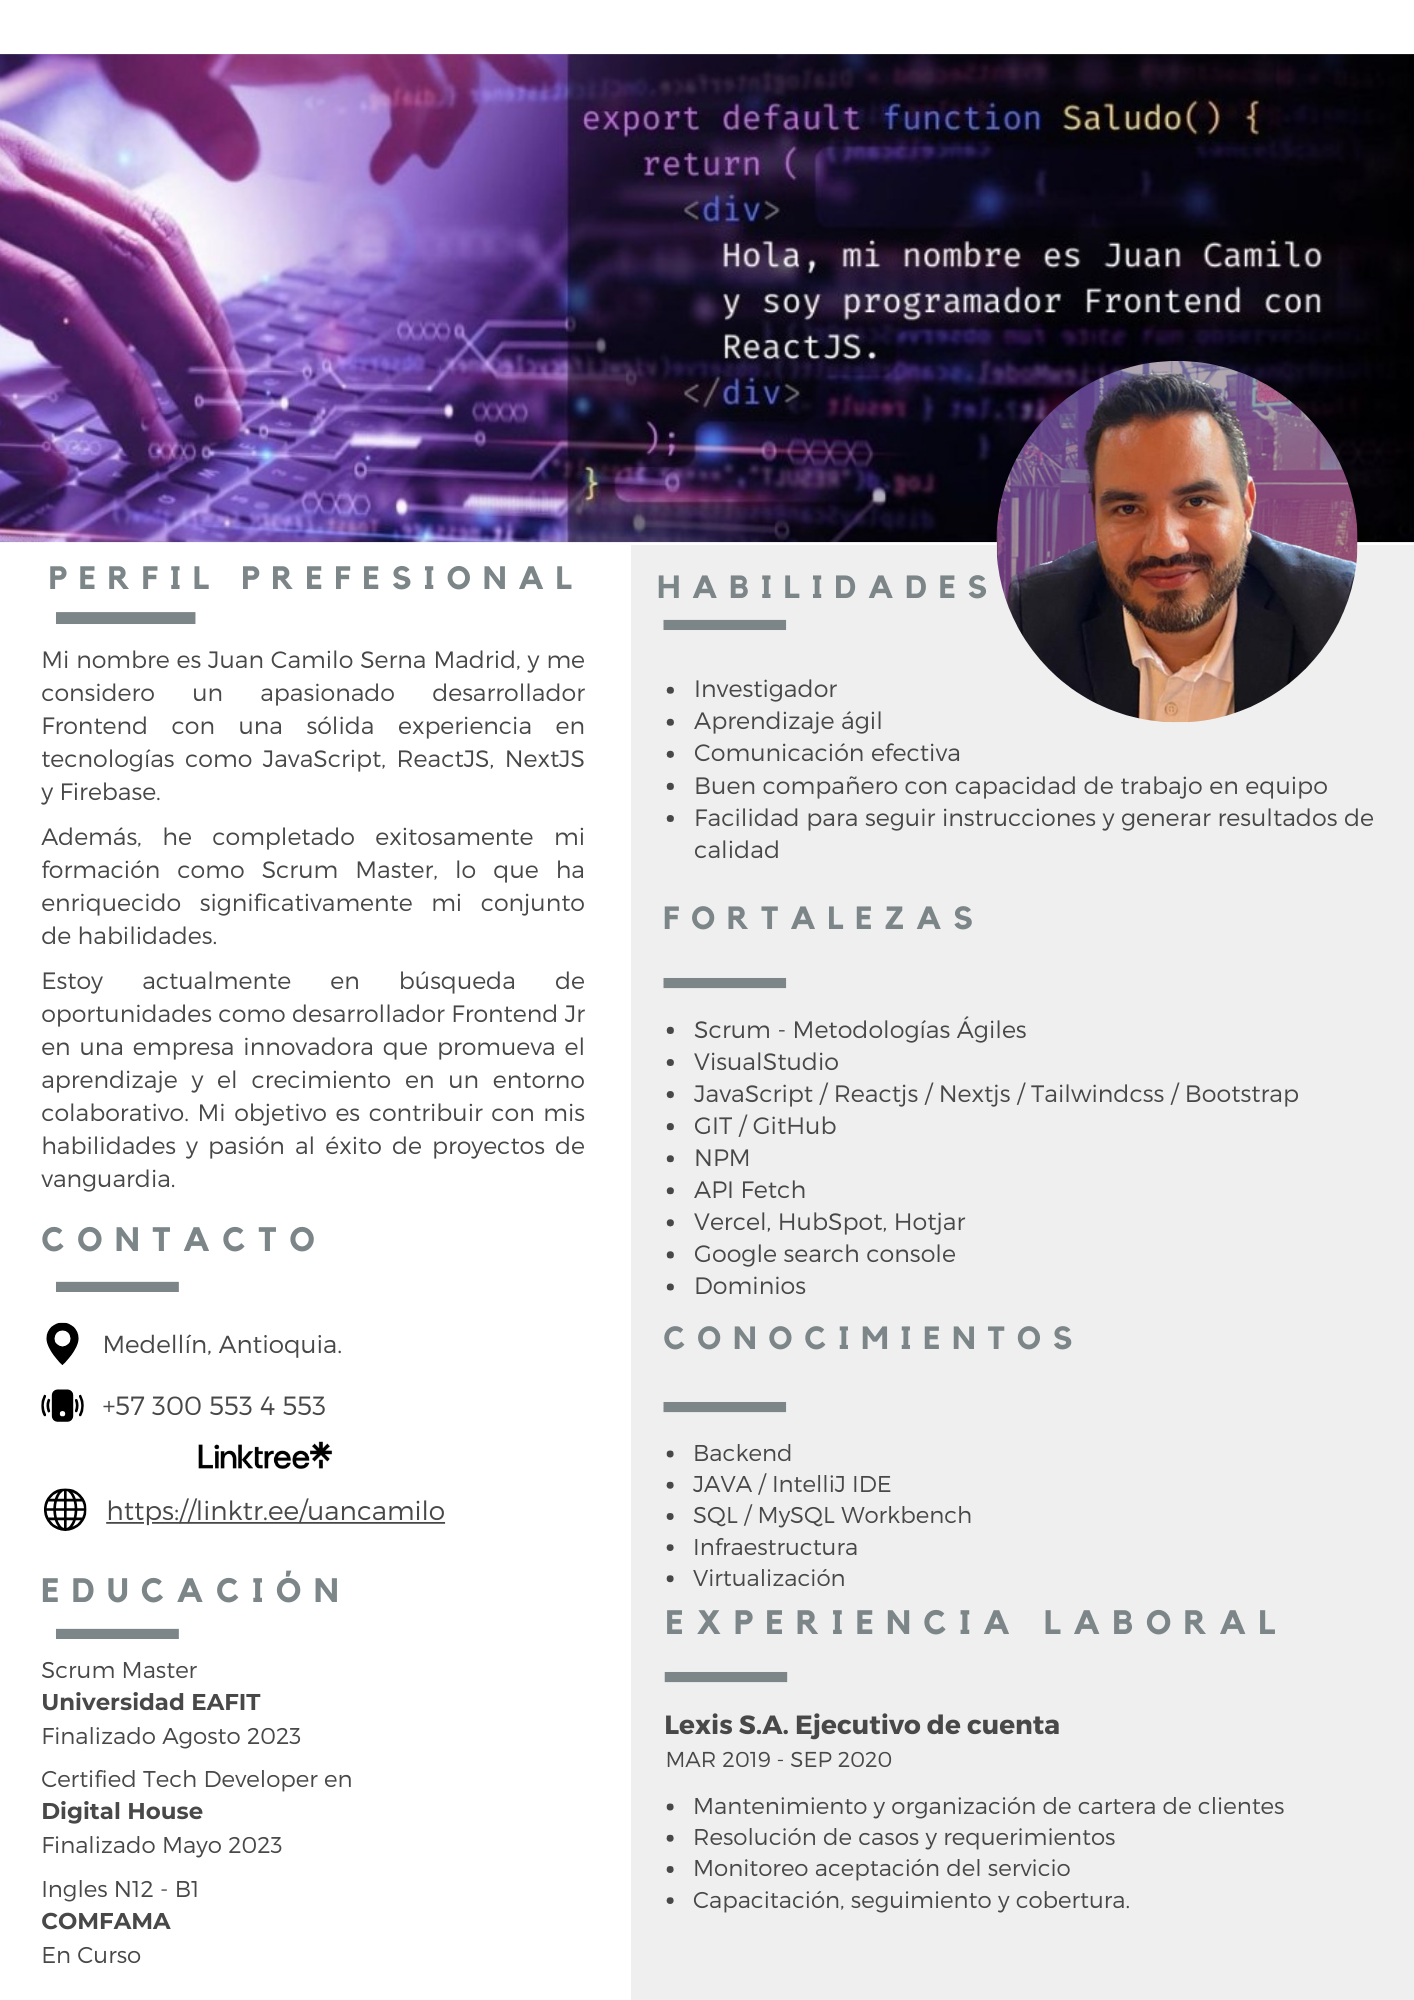 export default function Saludo() {
return (
<div>
Hola, mi nombre es Juan Camilo
y soy programador Frontend con
ReactJS.
</div>
);
}
PERFIL PREFESIONAL
Mi nombre es Juan Camilo Serna Madrid, y me
considero un apasionado desarrollador
Frontend con una sólida experiencia en
tecnologías como JavaScript, ReactJS, NextJS
y Firebase.
Además, he completado exitosamente mi
formación como Scrum Master, lo que ha
enriquecido significativamente mi conjunto
de habilidades.
Estoy actualmente en búsqueda de
oportunidades como desarrollador Frontend Jr
en una empresa innovadora que promueva el
aprendizaje y el crecimiento en un entorno
colaborativo. Mi objetivo es contribuir con mis
habilidades y pasión al éxito de proyectos de
vanguardia.
CONTACTO
Medellín, Antioquia.
+57 300 553 4 553
Linktree
https://linktr.ee/uancamilo
EDUCACIÓN
Scrum Master
Universidad EAFIT
Finalizado Agosto 2023
Certified Tech Developer en
Digital House
Finalizado Mayo 2023
Ingles N12 - B1
COMFAMA
En Curso
HABILIDADES
• Investigador
• Aprendizaje ágil
• Comunicación efectiva
• Buen compañero con capacidad de trabajo en equipo
• Facilidad para seguir instrucciones y generar resultados de
calidad
FORTALEZAS
• Scrum - Metodologías Ágiles
• VisualStudio
• JavaScript / Reactjs / Nextjs / Tailwindcss / Bootstrap
• GIT / GitHub
• NPM
• API Fetch
• Vercel, HubSpot, Hotjar
• Google search console
• Dominios
CONOCIMIENTOS
• Backend
• JAVA / IntelliJ IDE
• SQL / MySQL Workbench
• Infraestructura
• Virtualización
EXPERIENCIA LABORAL
Lexis S.A. Ejecutivo de cuenta
MAR 2019 - SEP 2020
• Mantenimiento y organización de cartera de clientes
• Resolución de casos y requerimientos
• Monitoreo aceptación del servicio
• Capacitación, seguimiento y cobertura.